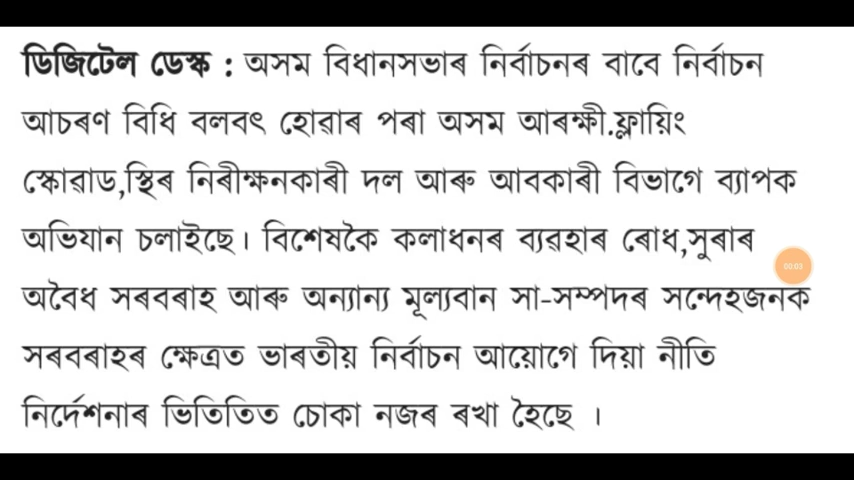 ডিজিটেল ডেস্ক : অসম বিধানসভাৰ নিৰ্বাচনৰ বাবে নিৰ্বাচন
আচৰণ বিধি বলবৎ হোৱাৰ পৰা অসম আৰক্ষী.ফ্লায়িং
স্কোৱাড,স্থিৰ নিৰীক্ষনকাৰী দল আৰু আবকাৰী বিভাগে ব্যাপক
অভিযান চলাইছে। বিশেষকৈ কলাধনৰ ব্যৱহাৰ ৰোধ,সুৰাৰ
00:03
অবৈধ সৰবৰাহ আৰু অন্যান্য মূল্যবান সা-সম্পদৰ সন্দেহজনক
সৰবৰাহৰ ক্ষেত্ৰত ভাৰতীয় নিৰ্বাচন আয়োগে দিয়া নীতি
নিৰ্দেশনাৰ ভিতিতিত চোকা নজৰ ৰখা হৈছে ।